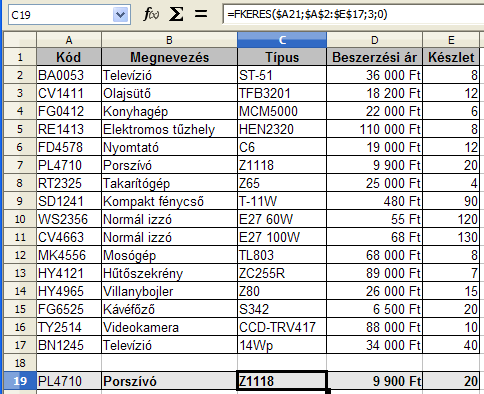 C19 f(x) Σ = =FKERES($A21;$A$2:$E$17;3;0)
A B C D E
1 Kód Megnevezés Típus Beszerzési ár Készlet
2 BA0053 Televízió ST-51 36 000 Ft 8
3 CV1411 Olajsütő TFB3201 18 200 Ft 12
4 FG0412 Konyhagép MCM5000 22 000 Ft 6
5 RE1413 Elektromos tűzhely HEN2320 110 000 Ft 8
6 FD4578 Nyomtató C6 19 000 Ft 12
7 PL4710 Porszívó Z1118 9 900 Ft 20
8 RT2325 Takarítógép Z65 25 000 Ft 4
9 SD1241 Kompakt fénycső T-11W 480 Ft 90
10 WS2356 Normál izzó E27 60W 55 Ft 120
11 CV4663 Normál izzó E27 100W 68 Ft 130
12 MK4556 Mosógép TL803 68 000 Ft 8
13 HY4121 Hűtőszekrény ZC255R 89 000 Ft 7
14 HY4965 Villanybojler Z80 26 000 Ft 15
15 FG6525 Kávéfőző S342 6 500 Ft 20
16 TY2514 Videokamera CCD-TRV417 88 000 Ft 10
17 BN1245 Televízió 14Wp 34 000 Ft 40
18
19 PL4710 Porszívó Z1118 9 900 Ft 20